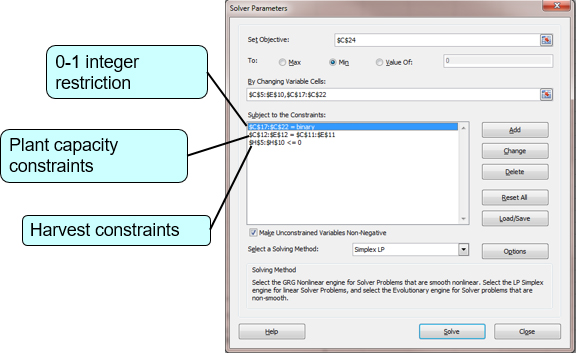 Solver Parameters
Set Objective:
$C$24
To:
Max
Min
Value Of:
0
By Changing Variable Cells:
$C$5:$E$10,$C$17:$C$22
Subject to the Constraints:
$C$17:$C$22 = binary
$C$12:$E$12 = $C$11:$E$11
$H$5:$H$10 <= 0
Add
Change
Delete
Reset All
Load/Save
Make Unconstrained Variables Non-Negative
Select a Solving Method:
Simplex LP
Options
Solving Method
Select the GRG Nonlinear engine for Solver Problems that are smooth nonlinear. Select the LP Simplex
engine for linear Solver Problems, and select the Evolutionary engine for Solver problems that are
non-smooth.
Help
Solve
Close
0-1 integer
restriction
Plant capacity
constraints
Harvest constraints